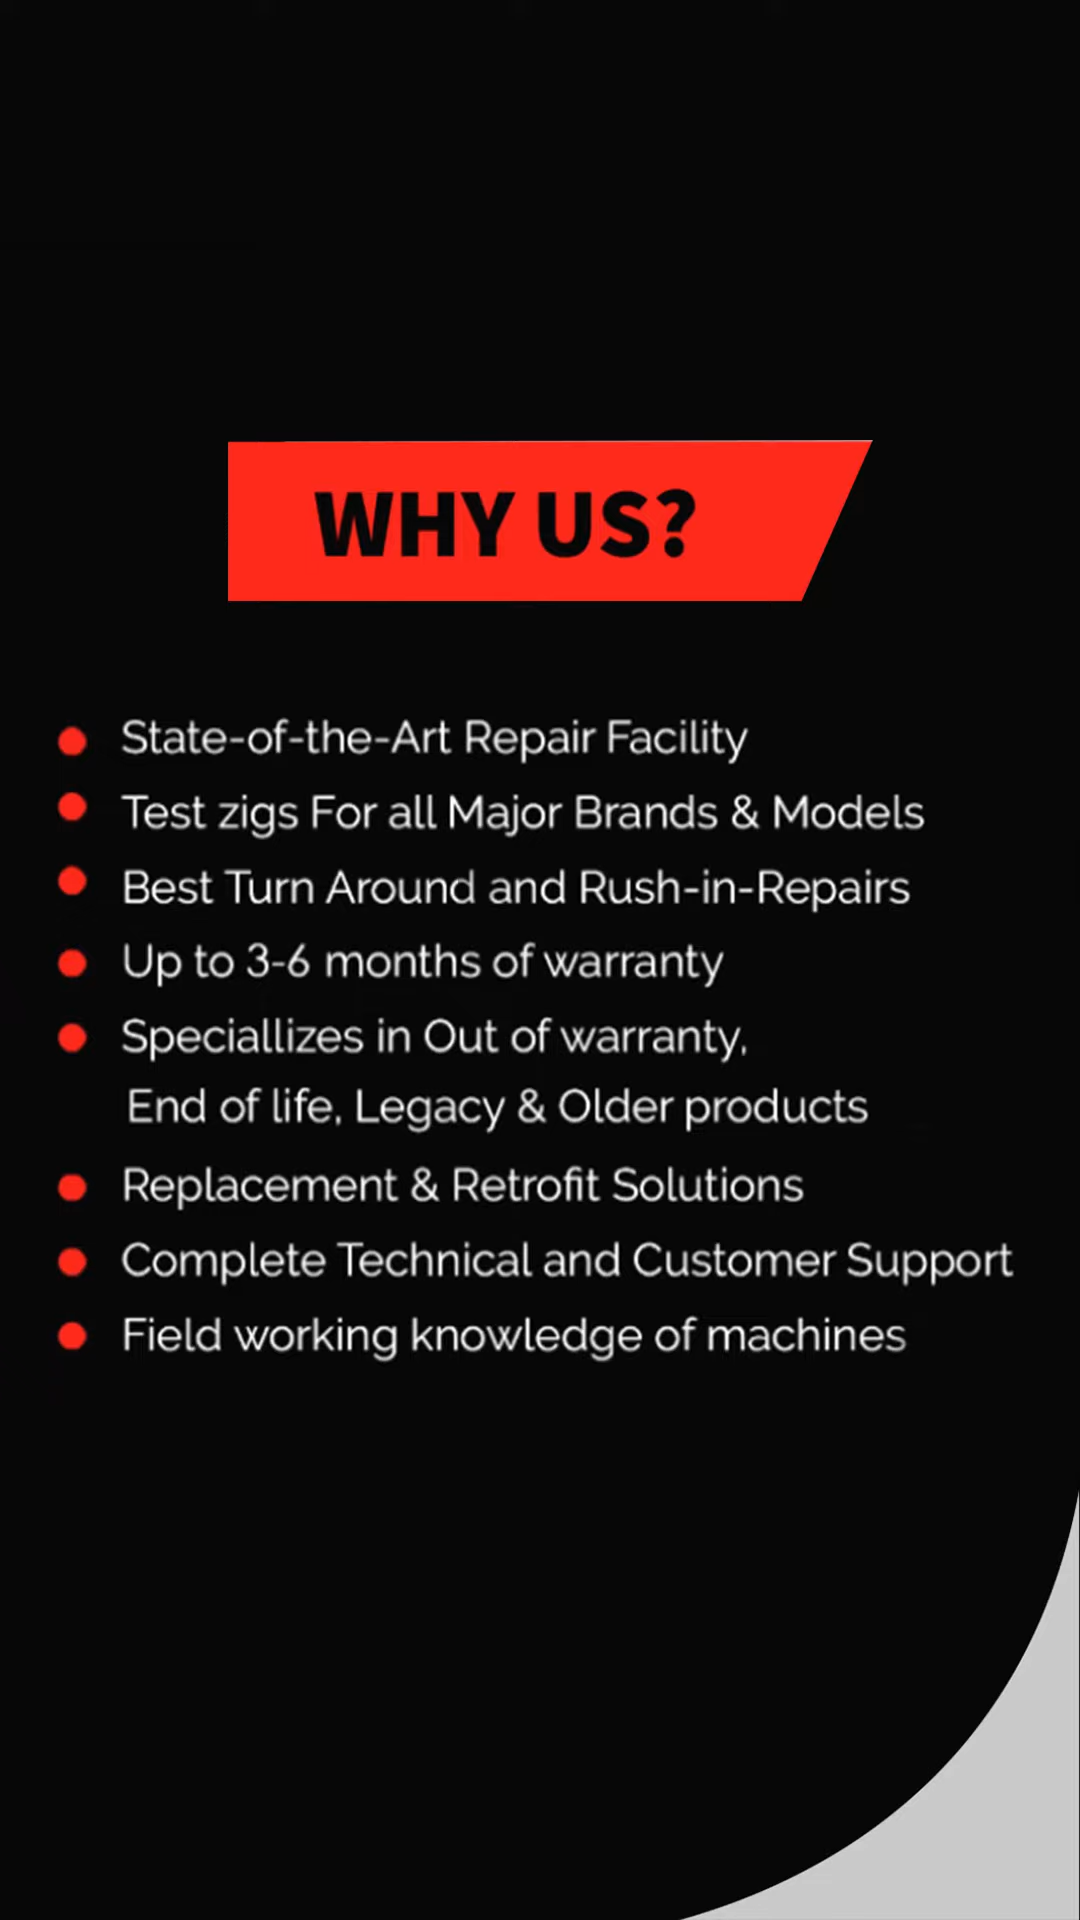 WHY US?
State-of-the-Art Repair Facility
Test zigs For all Major Brands & Models
Best Turn Around and Rush-in-Repairs
Up to 3-6 months of warranty
Speciallizes in Out of warranty,
End of life, Legacy & Older products
Replacement & Retrofit Solutions
Complete Technical and Customer Support
Field working knowledge of machines